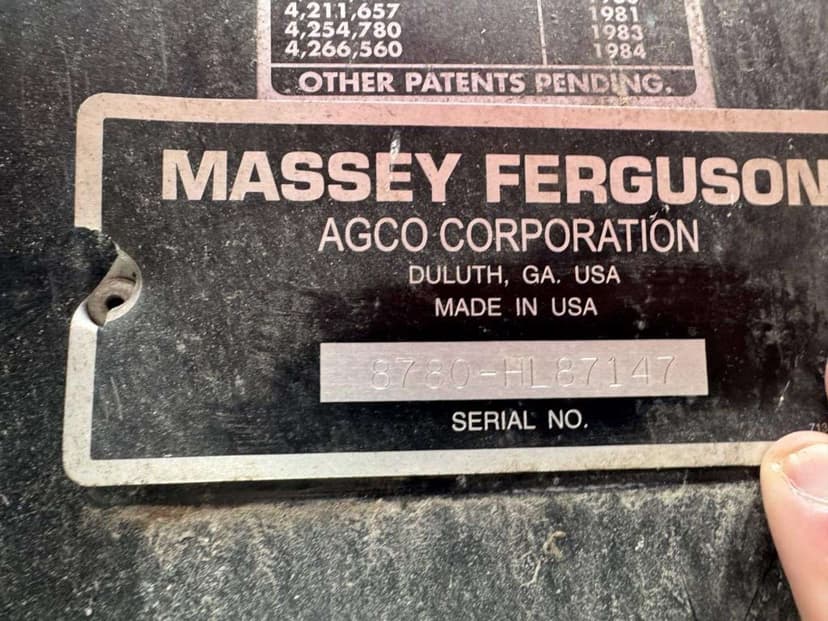 4,211,657 1981
4,254,780 1983
4,266,560 1984
OTHER PATENTS PENDING.
MASSEY FERGUSON
AGCO CORPORATION
DULUTH, GA. USA
MADE IN USA
8780-HL87147
SERIAL NO.